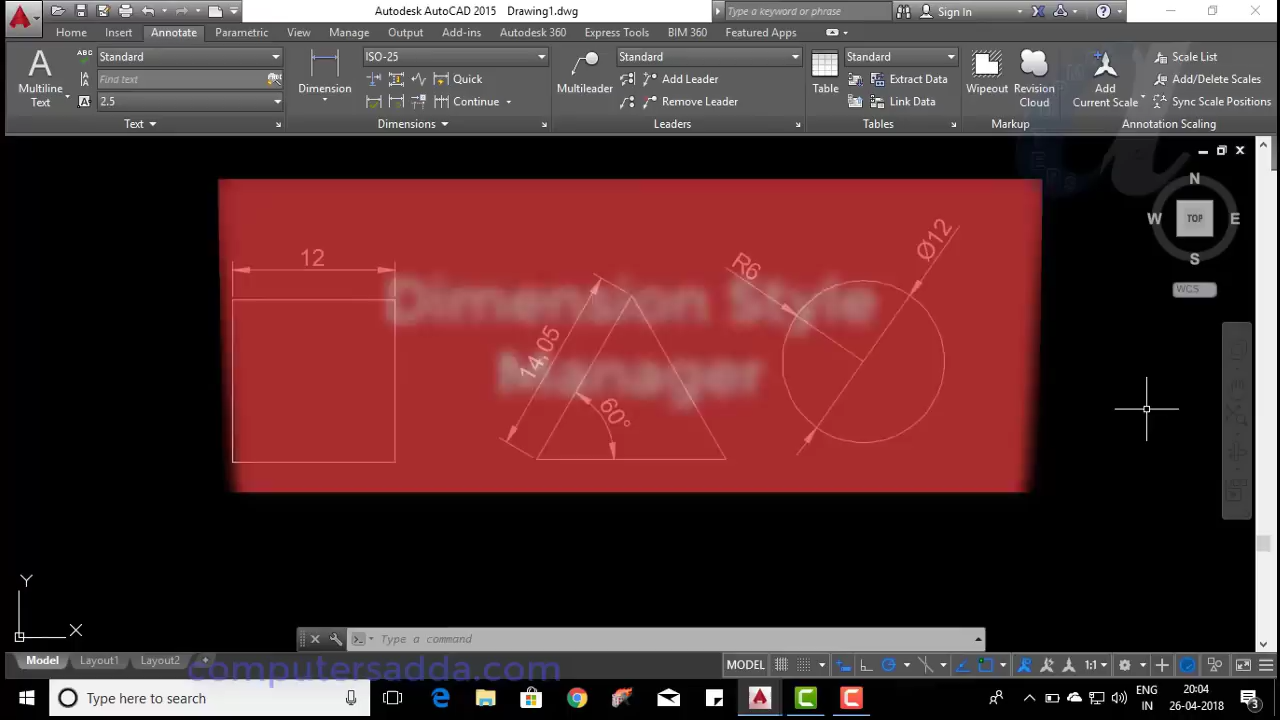 Autodesk AutoCAD 2015 Drawing1.dwg
Type a keyword or phrase
Sign In
Home Insert Annotate Parametric View Manage Output Add-ins Autodesk 360 Express Tools BIM 360 Featured Apps
A Multiline Text
ABC Standard
Find text
2.5
Text
Dimension
ISO-25
Quick
Continue
Dimensions
Multileader
Standard
Add Leader
Remove Leader
Leaders
Table
Standard
Extract Data
Link Data
Tables
Wipeout
Revision Cloud
Markup
Add Current Scale
Scale List
Add/Delete Scales
Sync Scale Positions
Annotation Scaling
N
W TOP E
S
WCS
12
14,05
60°
R6
Ø12
Dimension Style
Manager
Y
X
Type a command
Model Layout1 Layout2 +
MODEL
1:1
computersadda.com
Type here to search
ENG
IN
20:04
26-04-2018
3